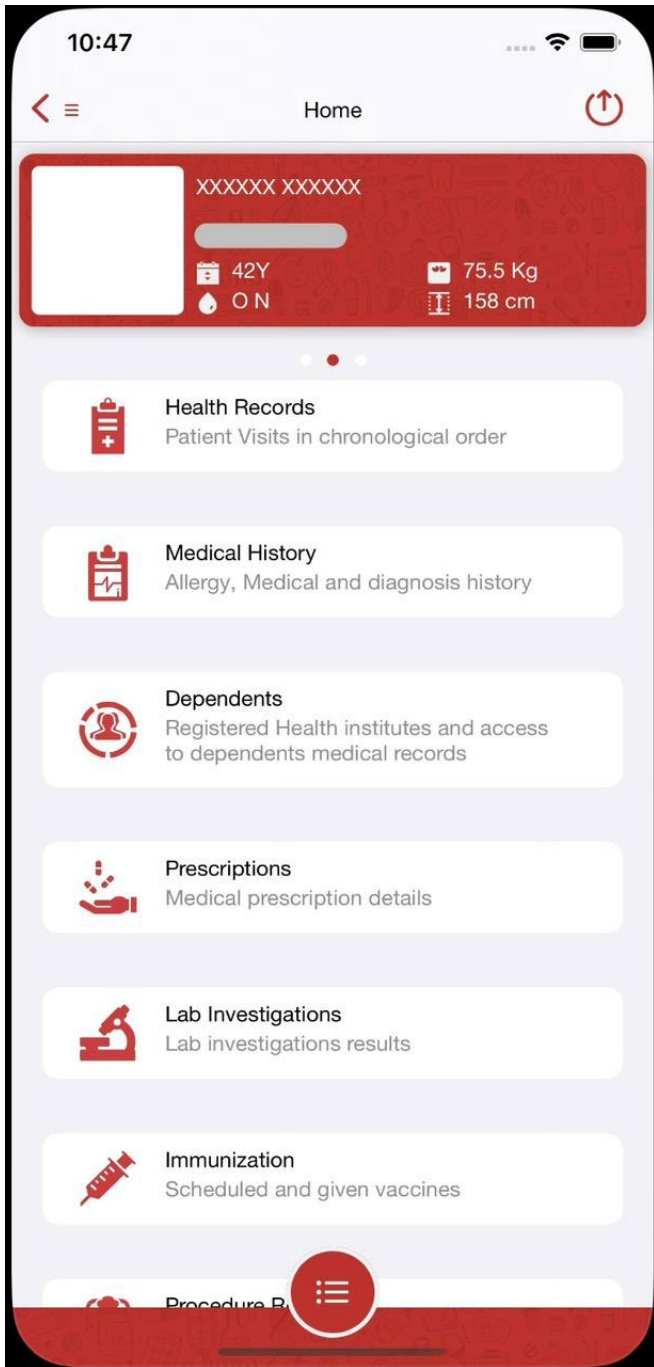 10:47
Home
XXXXXX XXXXXX
42Y
75.5 Kg
O N
158 cm
Health Records
Patient Visits in chronological order
Medical History
Allergy, Medical and diagnosis history
Dependents
Registered Health institutes and access
to dependents medical records
Prescriptions
Medical prescription details
Lab Investigations
Lab investigations results
Immunization
Scheduled and given vaccines
Procedure